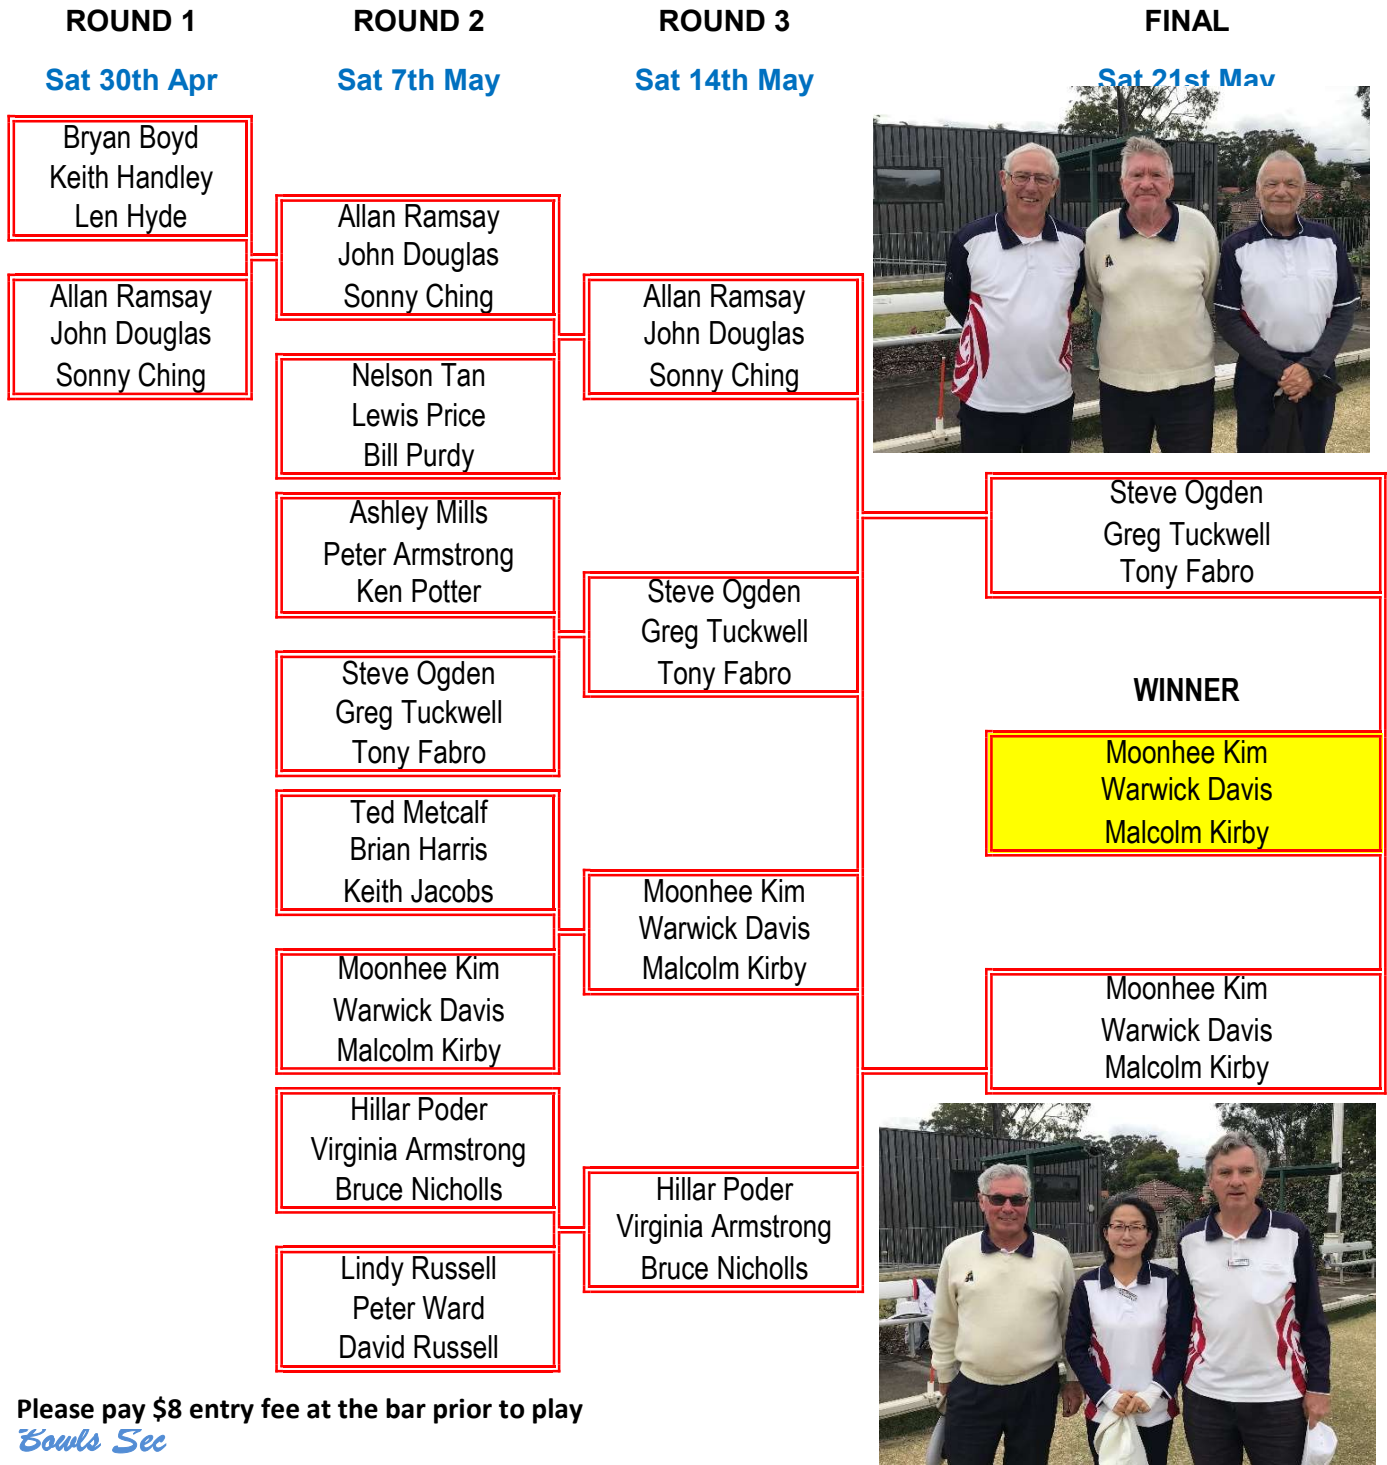 ROUND 1
ROUND 2
ROUND 3
FINAL
Sat 30th Apr
Sat 7th May
Sat 14th May
Sat 21st May
Bryan Boyd
Keith Handley
Len Hyde
Allan Ramsay
John Douglas
Sonny Ching
Allan Ramsay
John Douglas
Sonny Ching
Nelson Tan
Lewis Price
Bill Purdy
Ashley Mills
Peter Armstrong
Ken Potter
Steve Ogden
Greg Tuckwell
Tony Fabro
Ted Metcalf
Brian Harris
Keith Jacobs
Moonhee Kim
Warwick Davis
Malcolm Kirby
Hillar Poder
Virginia Armstrong
Bruce Nicholls
Lindy Russell
Peter Ward
David Russell
Allan Ramsay
John Douglas
Sonny Ching
Steve Ogden
Greg Tuckwell
Tony Fabro
Moonhee Kim
Warwick Davis
Malcolm Kirby
Hillar Poder
Virginia Armstrong
Bruce Nicholls
Steve Ogden
Greg Tuckwell
Tony Fabro
WINNER
Moonhee Kim
Warwick Davis
Malcolm Kirby
Moonhee Kim
Warwick Davis
Malcolm Kirby
Please pay $8 entry fee at the bar prior to play
Bowls Sec